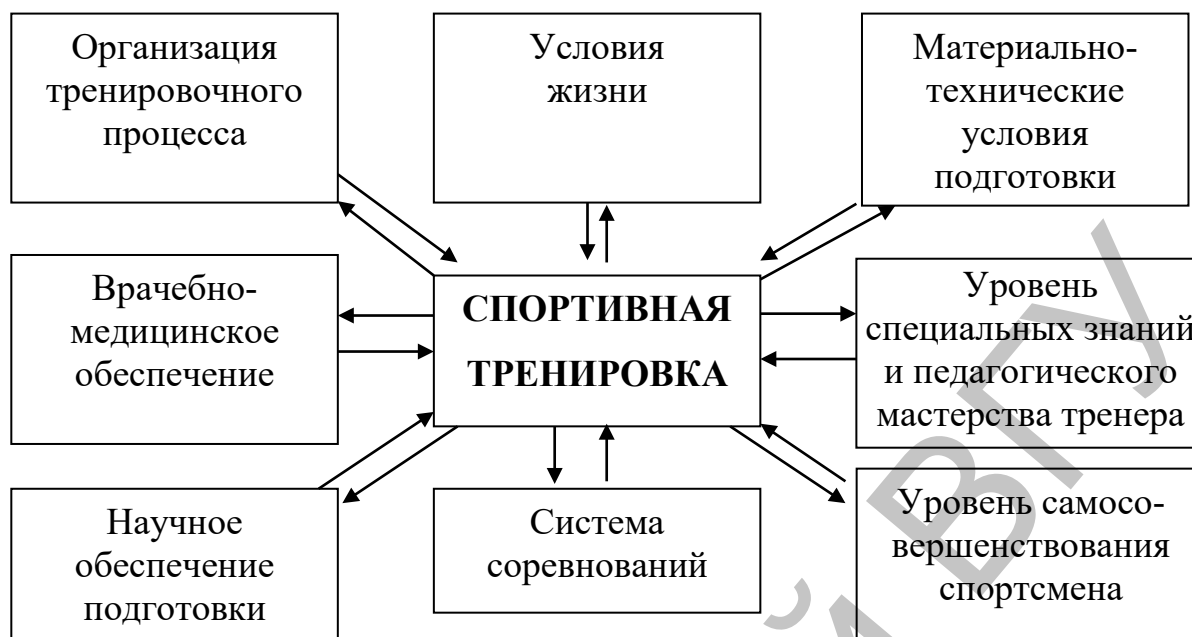 Организация
тренировочного
процесса
Условия
жизни
Материально-
технические
условия
подготовки
Врачебно-
медицинское
обеспечение
СПОРТИВНАЯ
ТРЕНИРОВКА
Уровень
специальных знаний
и педагогического
мастерства тренера
Научное
обеспечение
подготовки
Система
соревнований
Уровень самосо-
вершенствования
спортсмена
ВГУ